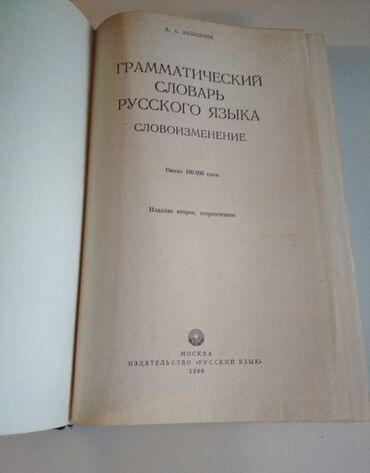 А. А. ЗАЛИЗНЯК
ГРАММАТИЧЕСКИЙ
СЛОВАРЬ
РУССКОГО ЯЗЫКА
СЛОВОИЗМЕНЕНИЕ
Около 100 000 слов
Издание второе, стереотипное
МОСКВА
ИЗДАТЕЛЬСТВО «РУССКИЙ ЯЗЫК»
1980